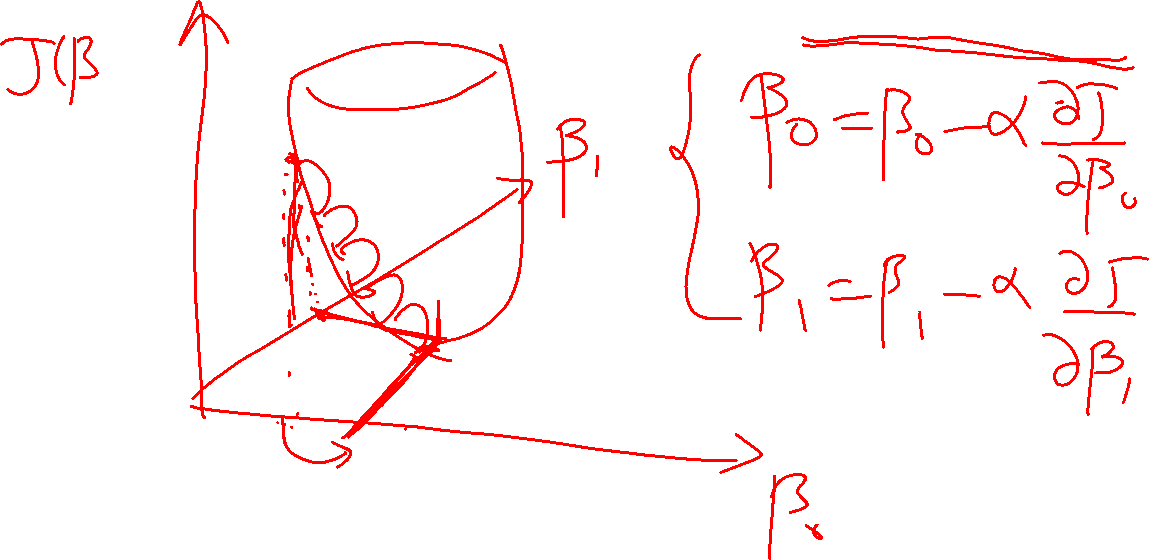 J(β
β₁
β₀ = β₀ - α ∂J/∂β₀
β₁ = β₁ - α ∂J/∂β₁
β₀